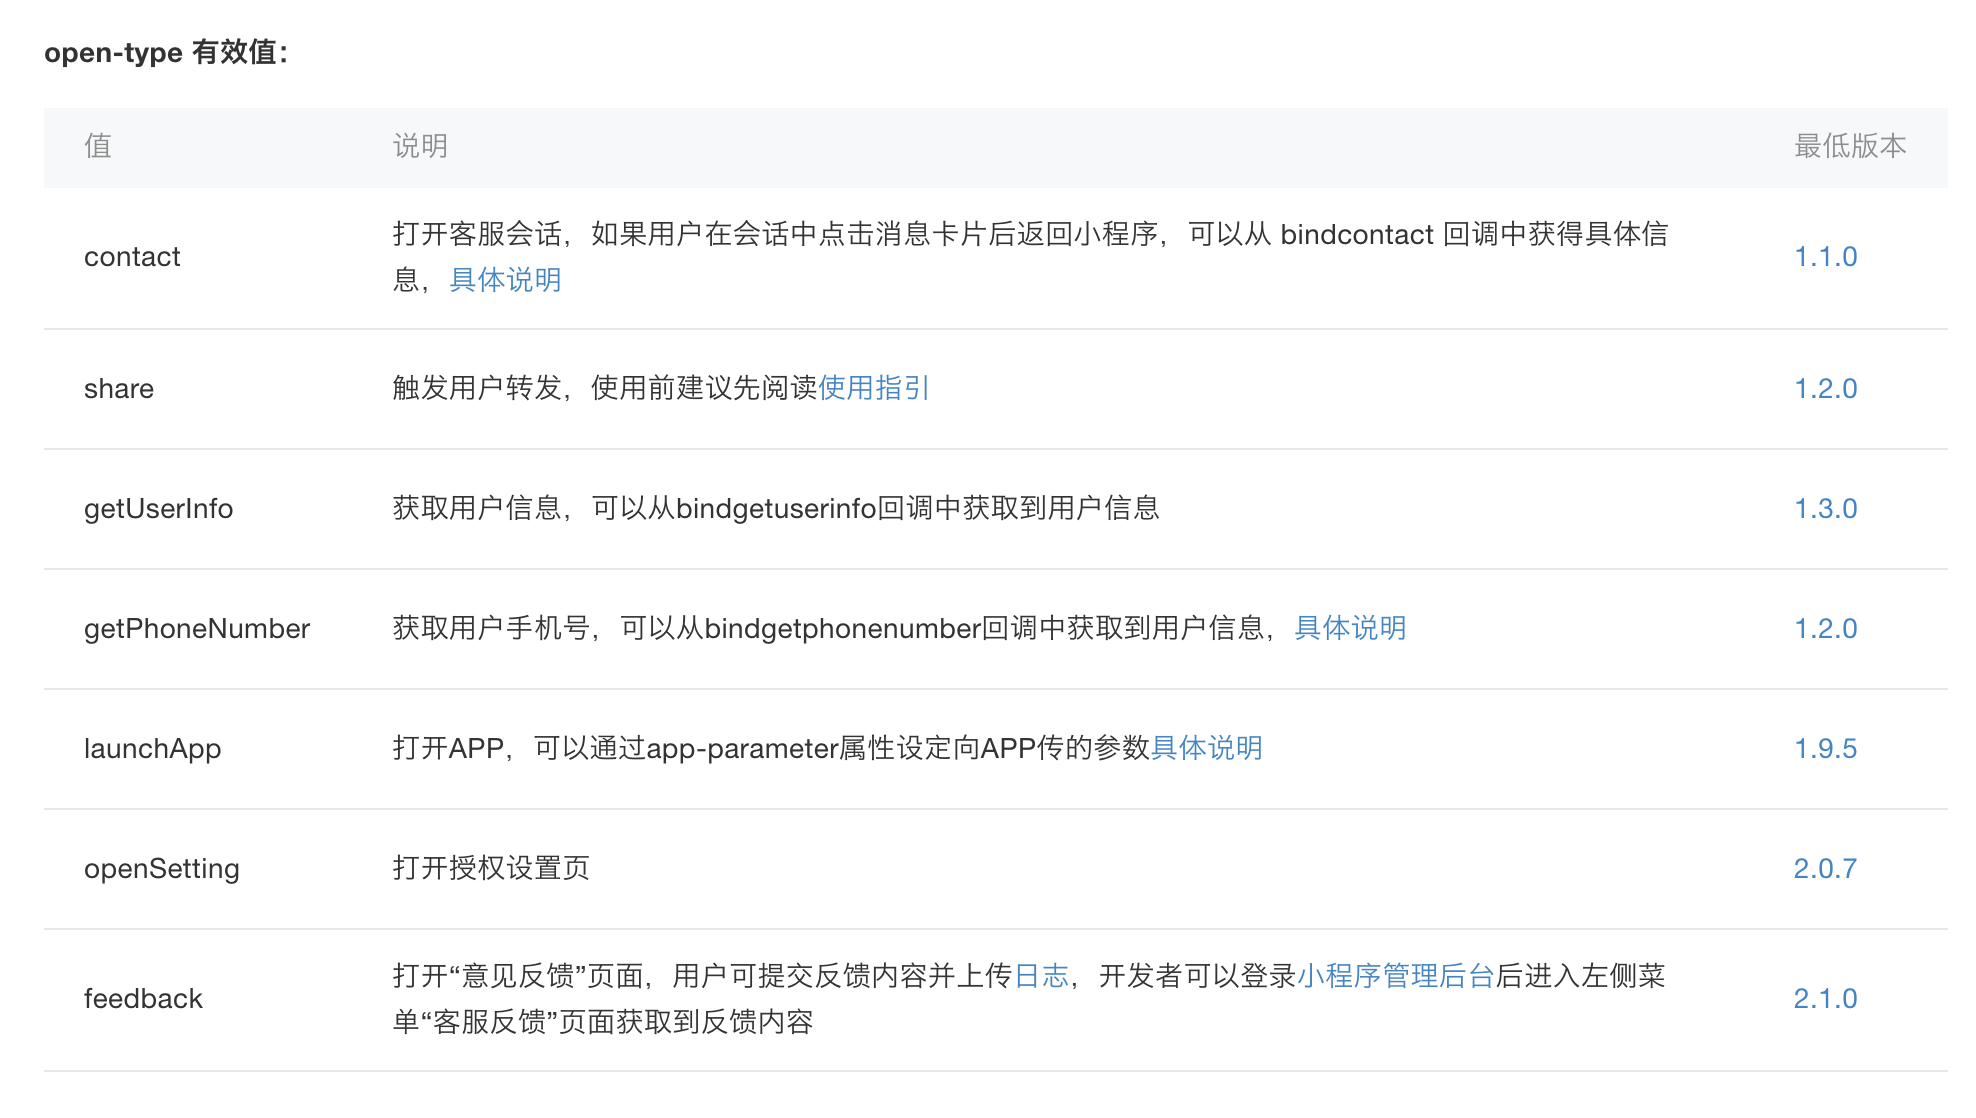 open-type 有效值：
值 说明 最低版本
contact 打开客服会话，如果用户在会话中点击消息卡片后返回小程序，可以从 bindcontact 回调中获得具体信
息，具体说明 1.1.0
share 触发用户转发，使用前建议先阅读使用指引 1.2.0
getUserInfo 获取用户信息，可以从bindgetuserinfo回调中获取到用户信息 1.3.0
getPhoneNumber 获取用户手机号，可以从bindgetphonenumber回调中获取到用户信息，具体说明 1.2.0
launchApp 打开APP，可以通过app-parameter属性设定向APP传的参数具体说明 1.9.5
openSetting 打开授权设置页 2.0.7
feedback 打开“意见反馈”页面，用户可提交反馈内容并上传日志，开发者可以登录小程序管理后台后进入左侧菜
单“客服反馈”页面获取到反馈内容 2.1.0